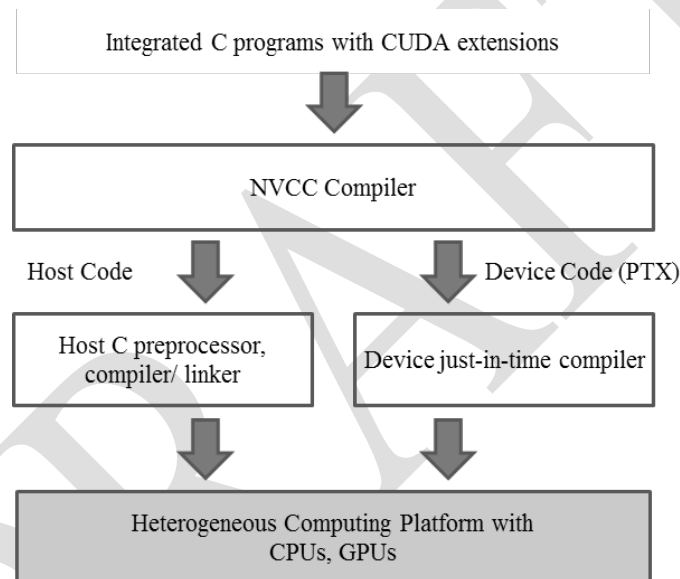 Integrated C programs with CUDA extensions
NVCC Compiler
Host Code
Device Code (PTX)
Host C preprocessor,
compiler/ linker
Device just-in-time compiler
Heterogeneous Computing Platform with
CPUs, GPUs